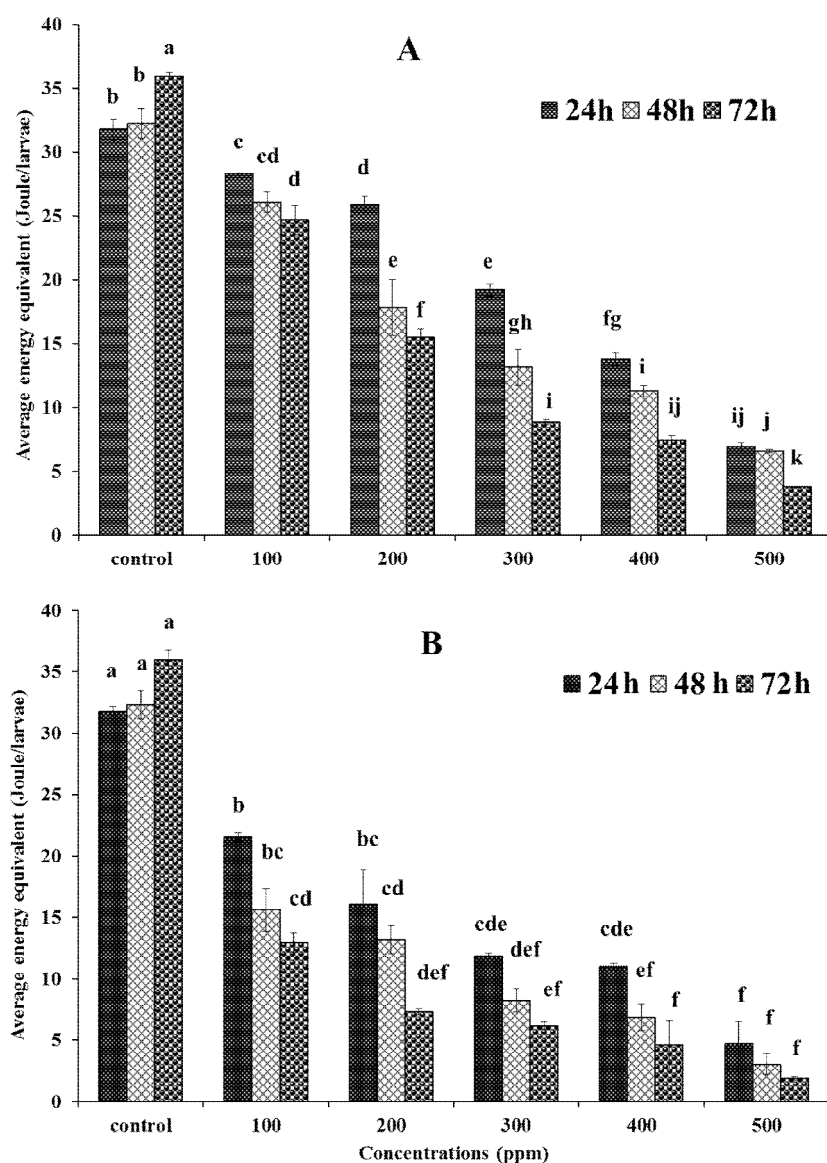 A
24h 48h 72h
Average energy equivalent (Joule/larvae)
40
35
30
25
20
15
10
5
0
b b a
c cd d
d e f
e gh i
fg i ij
ij j k
control 100 200 300 400 500
B
24h 48h 72h
Average energy equivalent (Joule/larvae)
40
35
30
25
20
15
10
5
0
a a a
b bc cd
bc cd def
cde def ef
cde ef f
f f f
control 100 200 300 400 500
Concentrations (ppm)